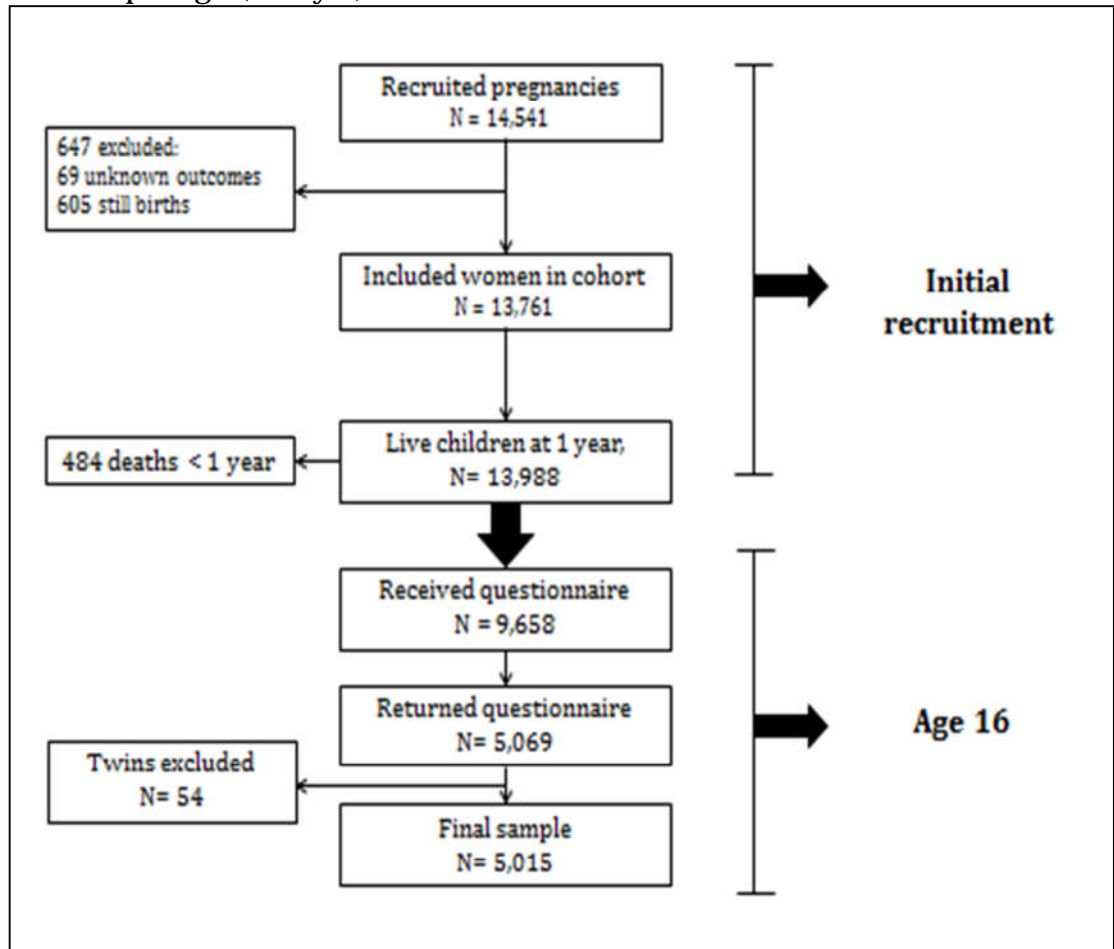 Recruited pregnancies
N = 14,541
647 excluded:
69 unknown outcomes
605 still births
Included women in cohort
N = 13,761
Initial
recruitment
Live children at 1 year,
N= 13,988
484 deaths < 1 year
Received questionnaire
N = 9,658
Returned questionnaire
N= 5,069
Age 16
Twins excluded
N= 54
Final sample
N= 5,015